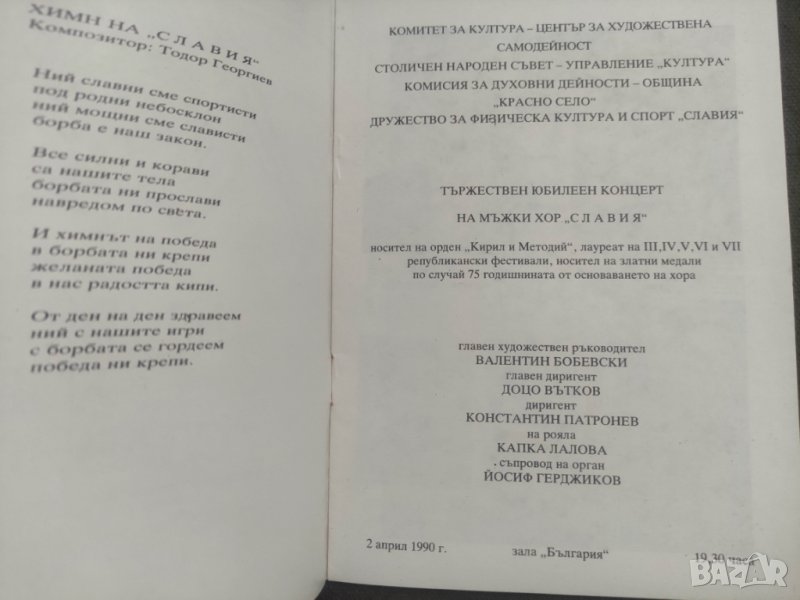 ХИМН НА „С Л А В И Я“
Композитор: Тодор Георгиев
Ний славни сме спортисти
под родни небосклон
ний мощни сме слависти
борба е наш закон.
Все силни и корави
са нашите тела
борбата ни прослави
навредом по света.
И химнът на победа
в борбата ни крепи
желаната победа
в нас радостта кипи.
От ден на ден здравеем
ний с нашите игри
с борбата се гордеем
победа ни крепи.
КОМИТЕТ ЗА КУЛТУРА – ЦЕНТЪР ЗА ХУДОЖЕСТВЕНА
САМОДЕЙНОСТ
СТОЛИЧЕН НАРОДЕН СЪВЕТ – УПРАВЛЕНИЕ „КУЛТУРА“
КОМИСИЯ ЗА ДУХОВНИ ДЕЙНОСТИ – ОБЩИНА
„КРАСНО СЕЛО“
ДРУЖЕСТВО ЗА ФИЗИЧЕСКА КУЛТУРА И СПОРТ „СЛАВИЯ“
ТЪРЖЕСТВЕН ЮБИЛЕЕН КОНЦЕРТ
НА МЪЖКИ ХОР „С Л А В И Я“
носител на орден „Кирил и Методий“, лауреат на III,IV,V,VI и VII
републикански фестивали, носител на златни медали
по случай 75 годишнината от основаването на хора
главен художествен ръководител
ВАЛЕНТИН БОБЕВСКИ
главен диригент
ДОЦО ВЪТКОВ
диригент
КОНСТАНТИН ПАТРОНЕВ
на рояла
КАПКА ЛАЛОВА
съпровод на орган
ЙОСИФ ГЕРДЖИКОВ
2 април 1990 г. зала „България“ 19,30 часа
BAZAR